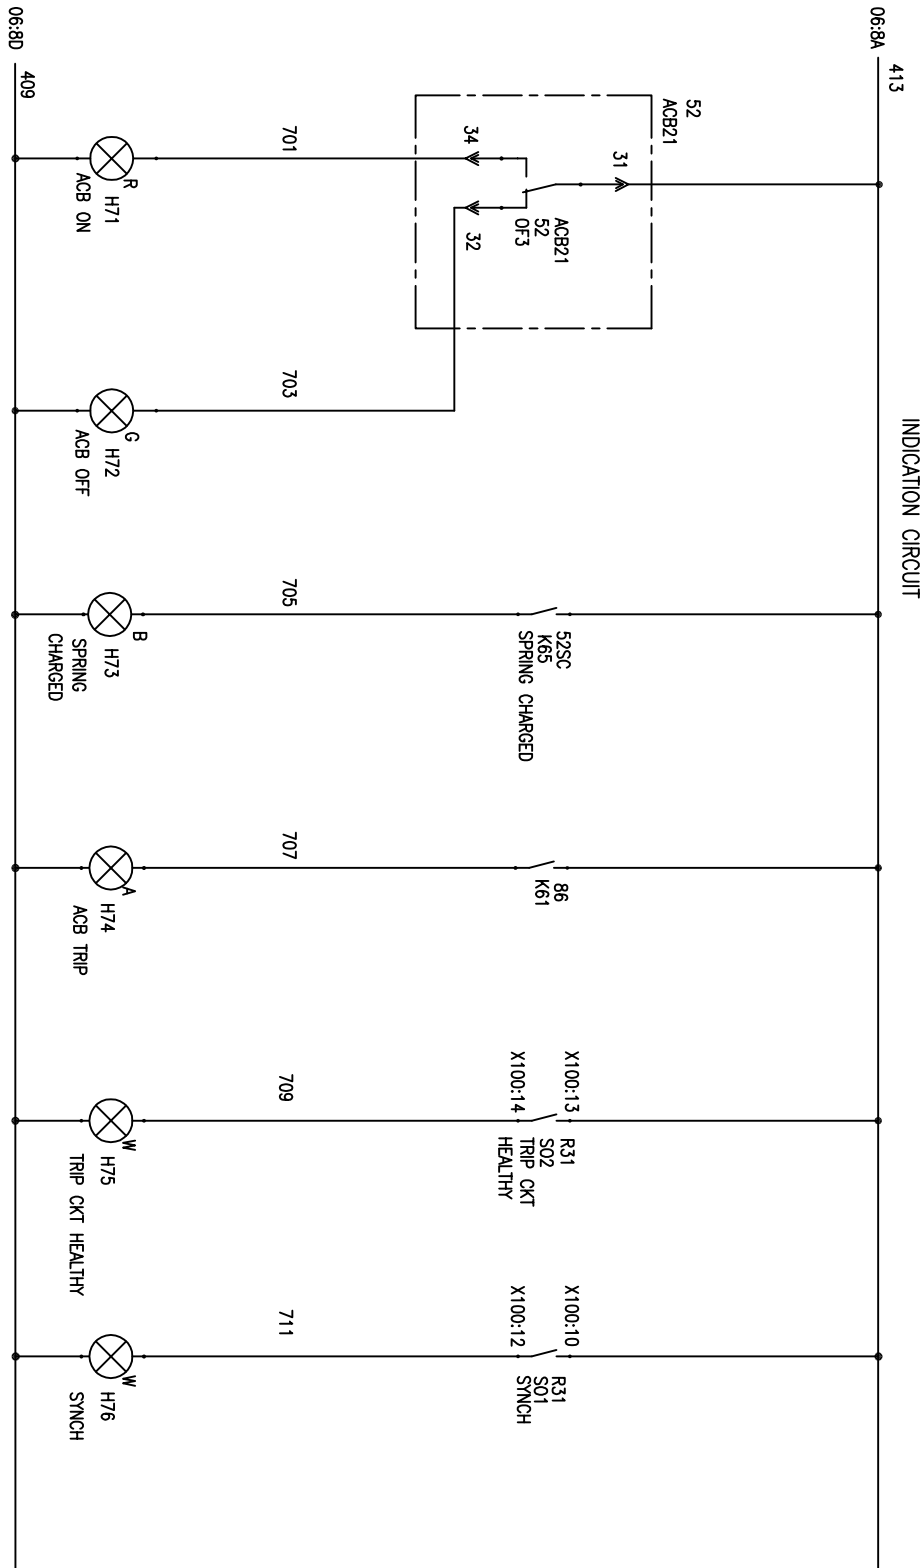 INDICATION CIRCUIT
06:8A
413
52
ACB21
31
ACB21
52
OF3
34
32
701
R
H71
ACB ON
703
G
H72
ACB OFF
52SC
K65
SPRING CHARGED
705
B
H73
SPRING
CHARGED
86
K61
707
A
H74
ACB TRIP
X100:13
R31
SO2
TRIP CKT
HEALTHY
X100:14
709
W
H75
TRIP CKT HEALTHY
X100:10
R31
SO1
SYNCH
X100:12
711
W
H76
SYNCH
409
06:8D